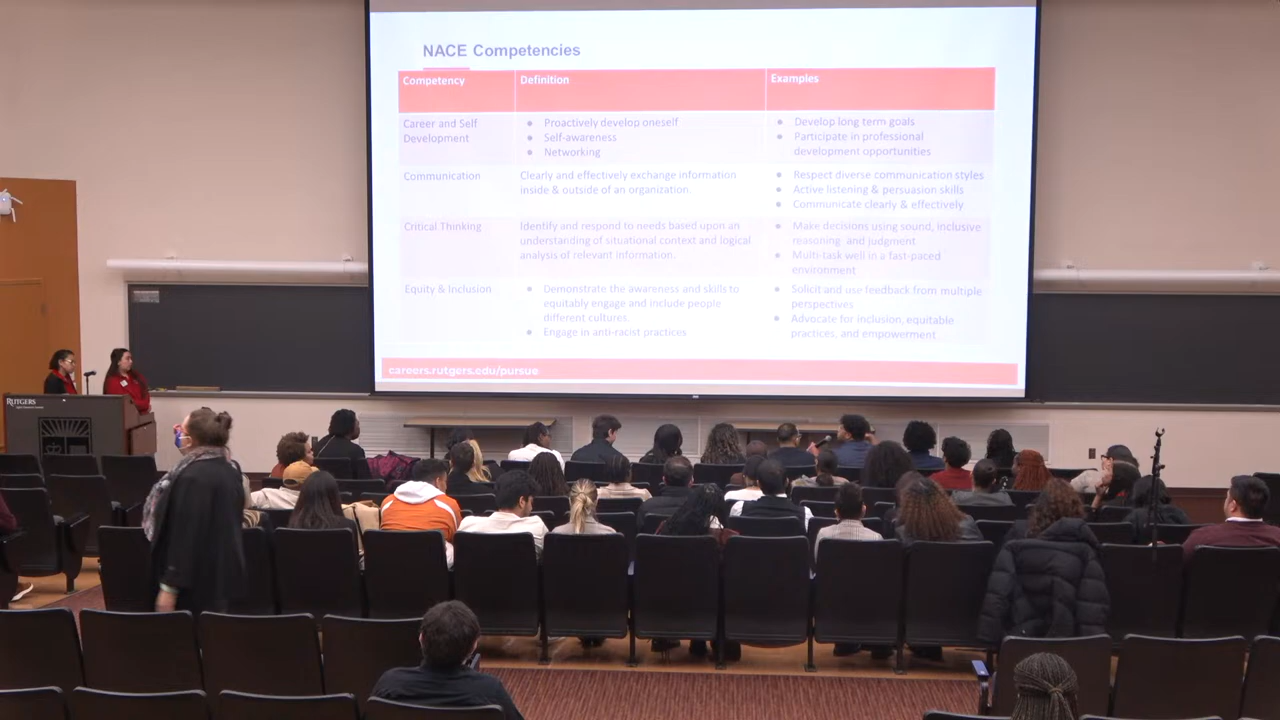 NACE Competencies
Competency
Definition
Examples
Career and Self
Development
● Proactively develop oneself
● Self-awareness
● Networking
● Develop long term goals
● Participate in professional
development opportunities
Communication
Clearly and effectively exchange information
inside & outside of an organization.
● Respect diverse communication styles
● Active listening & persuasion skills
● Communicate clearly & effectively
Critical Thinking
Identify and respond to needs based upon an
understanding of situational context and logical
analysis of relevant information.
● Make decisions using sound, inclusive
reasoning and judgment
● Multi-task well in a fast-paced
environment
Equity & Inclusion
● Demonstrate the awareness and skills to
equitably engage and include people
different cultures.
● Engage in anti-racist practices
● Solicit and use feedback from multiple
perspectives
● Advocate for inclusion, equitable
practices, and empowerment
careers.rutgers.edu/pursue
RUTGERS